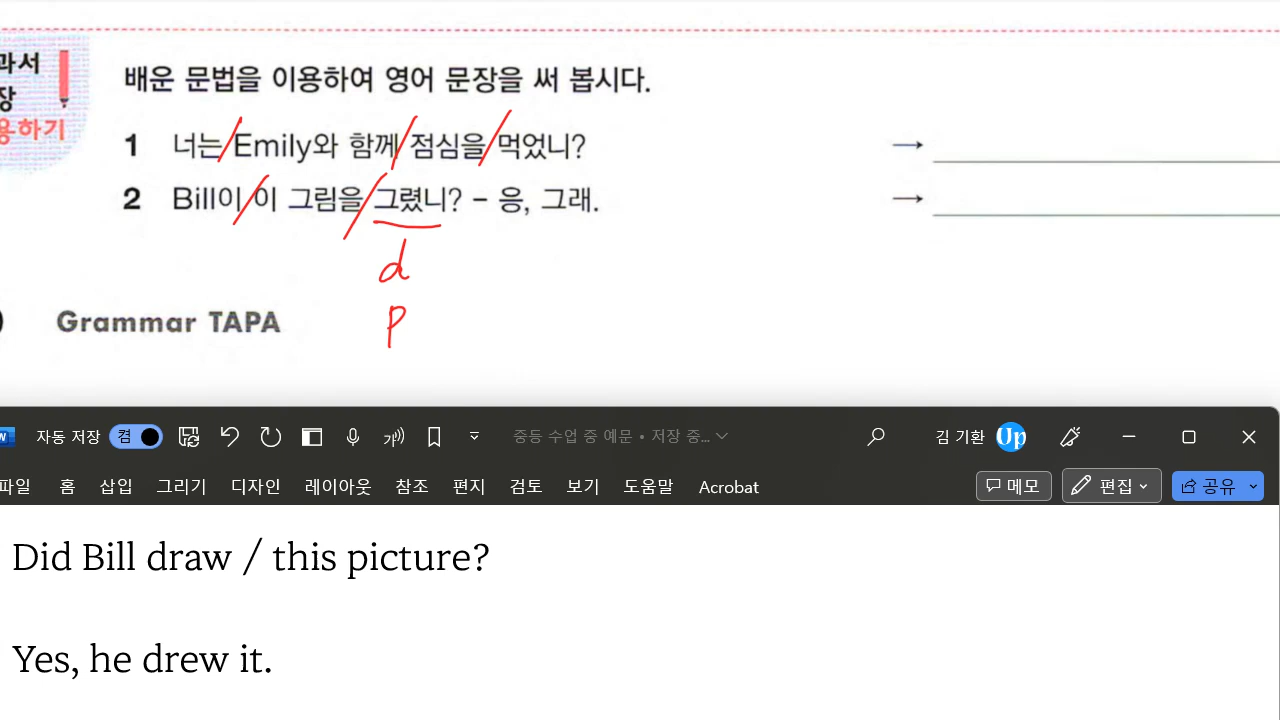 과서
장
용하기
배운 문법을 이용하여 영어 문장을 써 봅시다.
1 너는/Emily와 함께/점심을/먹었니? →
2 Bill이/이 그림을/그렸니? – 응, 그래. →
d
p
Grammar TAPA
자동 저장 켬 가 중등 수업 중 예문 • 저장 중... 김 기환 Up
파일 홈 삽입 그리기 디자인 레이아웃 참조 편지 검토 보기 도움말 Acrobat 메모 편집 공유
Did Bill draw / this picture?
Yes, he drew it.